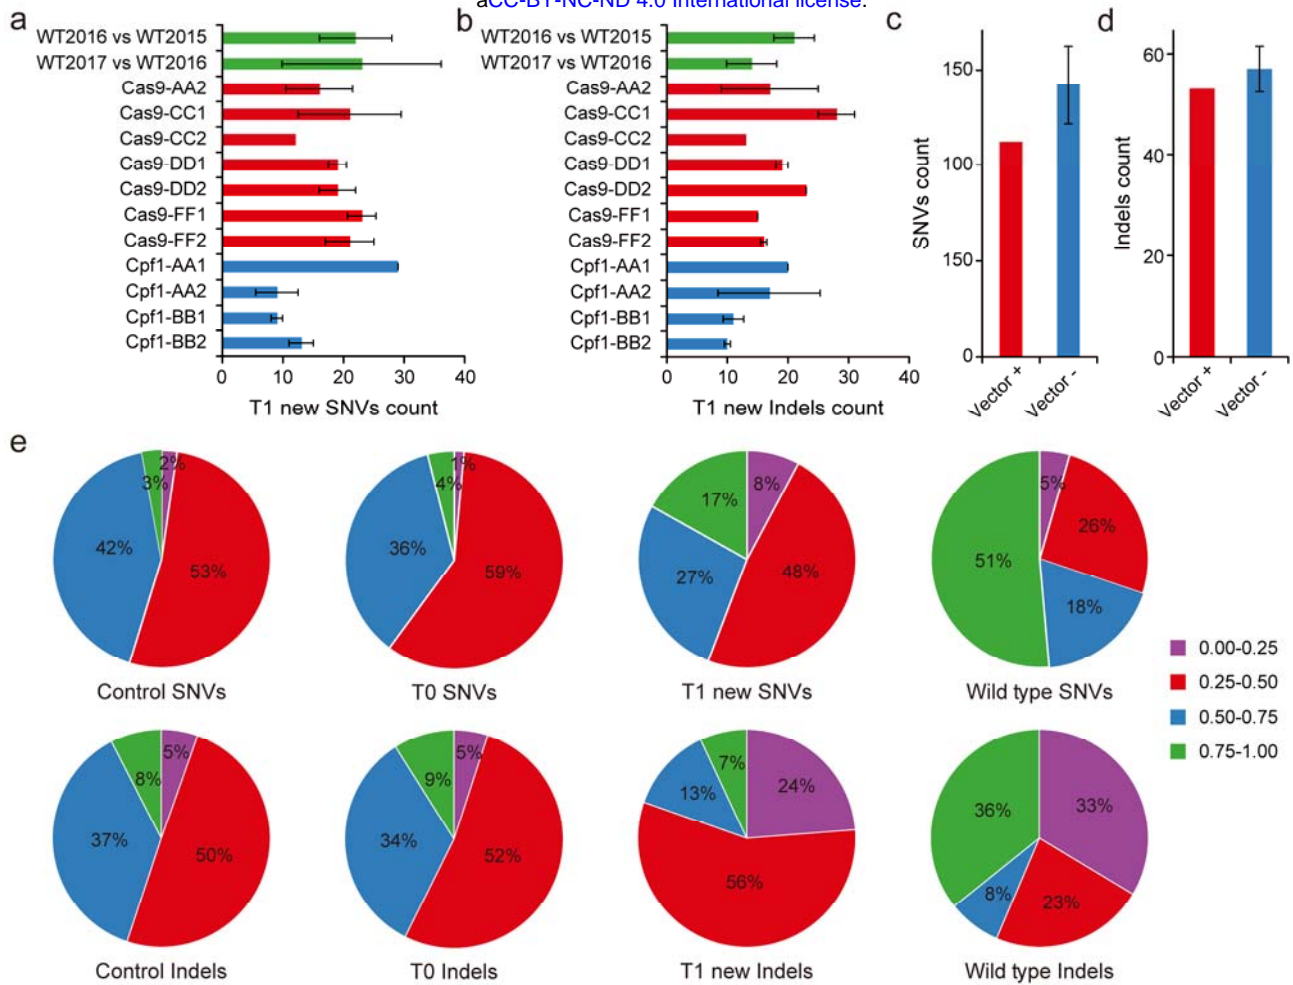 aCC-BY-NC-ND 4.0 International license.
a
WT2016 vs WT2015
WT2017 vs WT2016
Cas9-AA2
Cas9-CC1
Cas9-CC2
Cas9-DD1
Cas9-DD2
Cas9-FF1
Cas9-FF2
Cpf1-AA1
Cpf1-AA2
Cpf1-BB1
Cpf1-BB2
0 10 20 30 40
T1 new SNVs count
b
WT2016 vs WT2015
WT2017 vs WT2016
Cas9-AA2
Cas9-CC1
Cas9-CC2
Cas9-DD1
Cas9-DD2
Cas9-FF1
Cas9-FF2
Cpf1-AA1
Cpf1-AA2
Cpf1-BB1
Cpf1-BB2
0 10 20 30 40
T1 new Indels count
c
SNVs count
150
100
150
0
Vector +
Vector -
d
Indels count
60
40
20
0
Vector +
Vector -
e
2%
3%
42%
53%
Control SNVs
1%
4%
36%
59%
T0 SNVs
8%
17%
27%
48%
T1 new SNVs
5%
26%
51%
18%
Wild type SNVs
0.00-0.25
0.25-0.50
0.50-0.75
0.75-1.00
5%
8%
37%
50%
Control Indels
5%
9%
34%
52%
T0 Indels
7%
24%
13%
56%
T1 new Indels
36%
33%
8%
23%
Wild type Indels